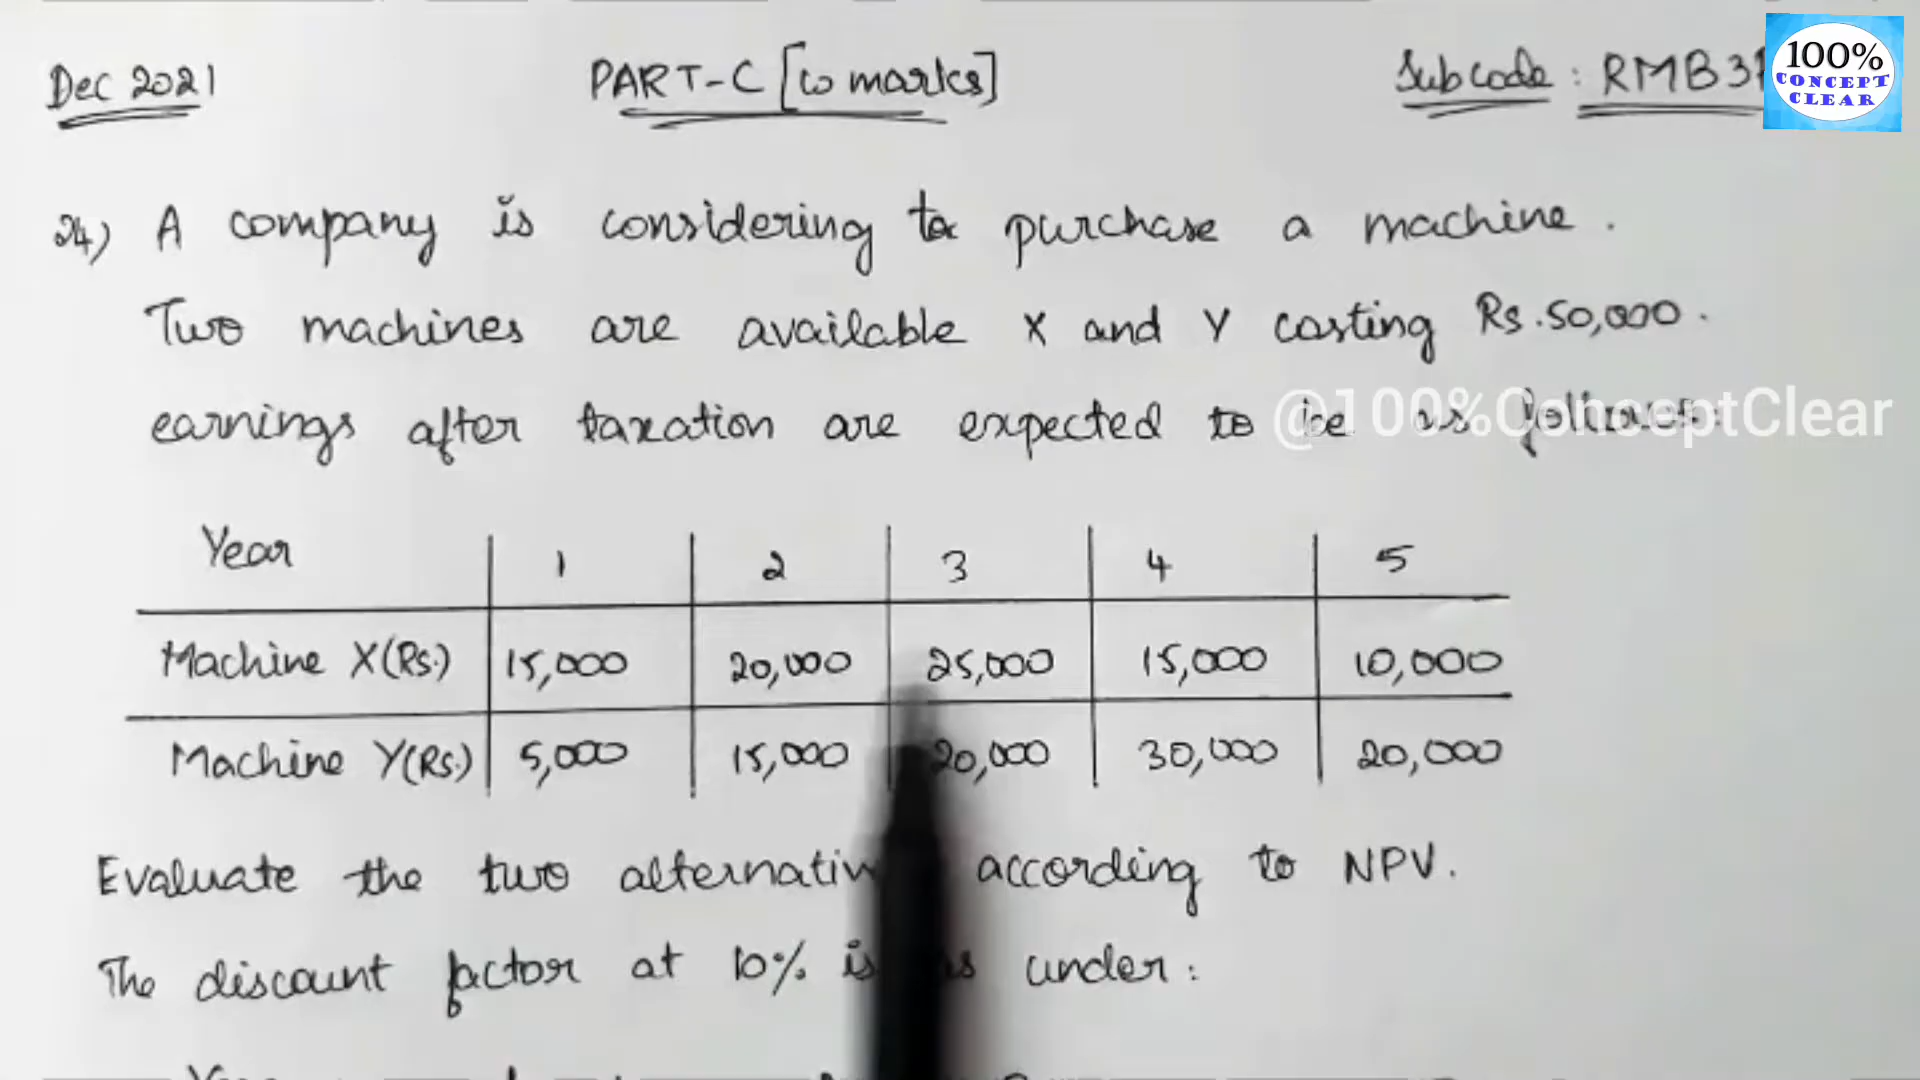 Dec 2021 PART-C [10 marks] Sub code : RMB3
100% CONCEPT CLEAR
24) A company is considering to purchase a machine.
Two machines are available X and Y costing Rs.50,000.
earnings after taxation are expected to be as follows:
@100%ConceptClear
Year 1 2 3 4 5
Machine X(Rs.) 15,000 20,000 25,000 15,000 10,000
Machine Y(Rs.) 5,000 15,000 20,000 30,000 20,000
Evaluate the two according to NPV.
The discount factor at 10% is under: